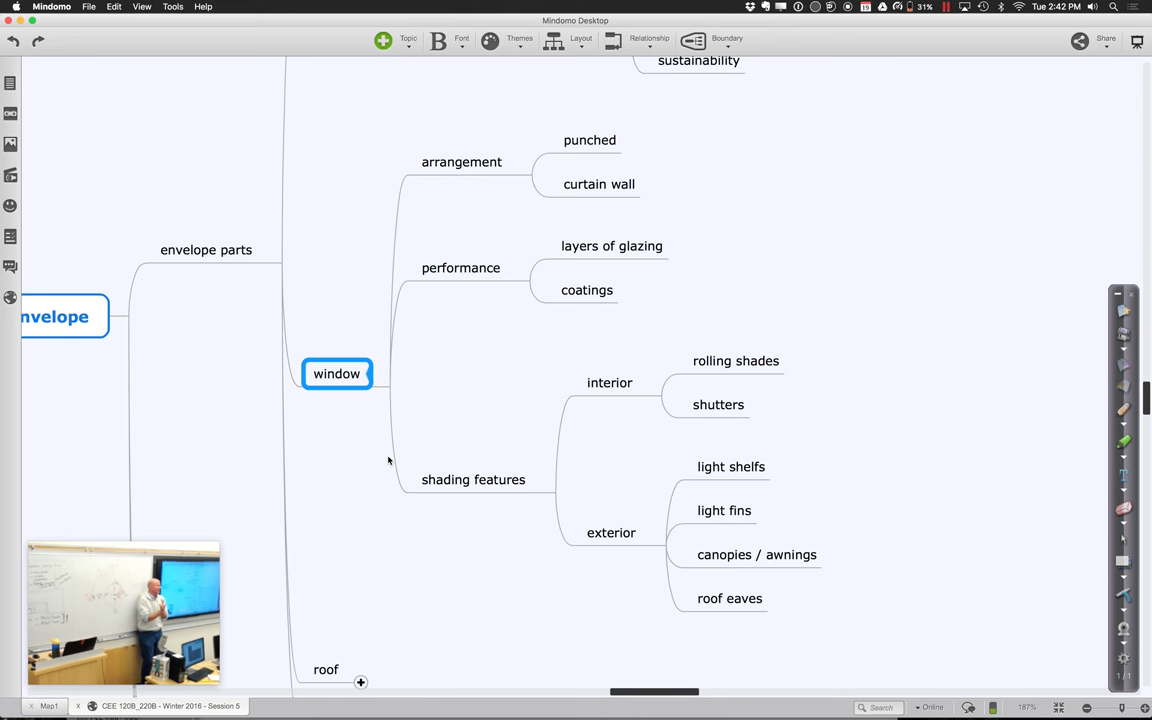 Mindomo File Edit View Tools Help
19
31%
Tue 2:42 PM
Mindomo Desktop
Topic
B
Font
Themes
Layout
Relationship
Boundary
Share
sustainability
punched
arrangement
curtain wall
envelope parts
layers of glazing
performance
coatings
nvelope
window
rolling shades
interior
shutters
light shelfs
shading features
light fins
exterior
canopies / awnings
roof eaves
roof
T
1 / 1
x Map1
x CEE 120B_220B - Winter 2016 - Session 5
Search
Online
187%